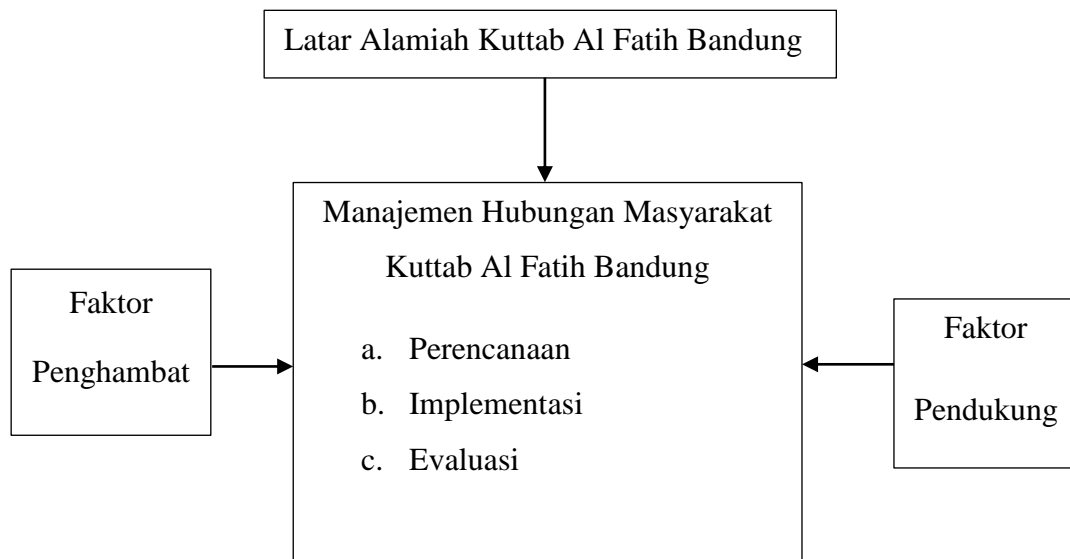 Latar Alamiah Kuttab Al Fatih Bandung
Manajemen Hubungan Masyarakat
Kuttab Al Fatih Bandung
a. Perencanaan
b. Implementasi
c. Evaluasi
Faktor
Penghambat
Faktor
Pendukung